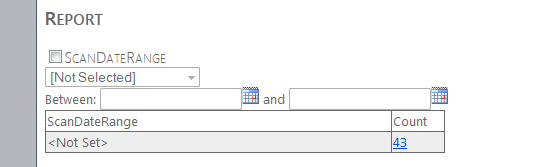 REPORT
SCANDATERANGE
[Not Selected]
Between: and
ScanDateRange Count
<Not Set> 43